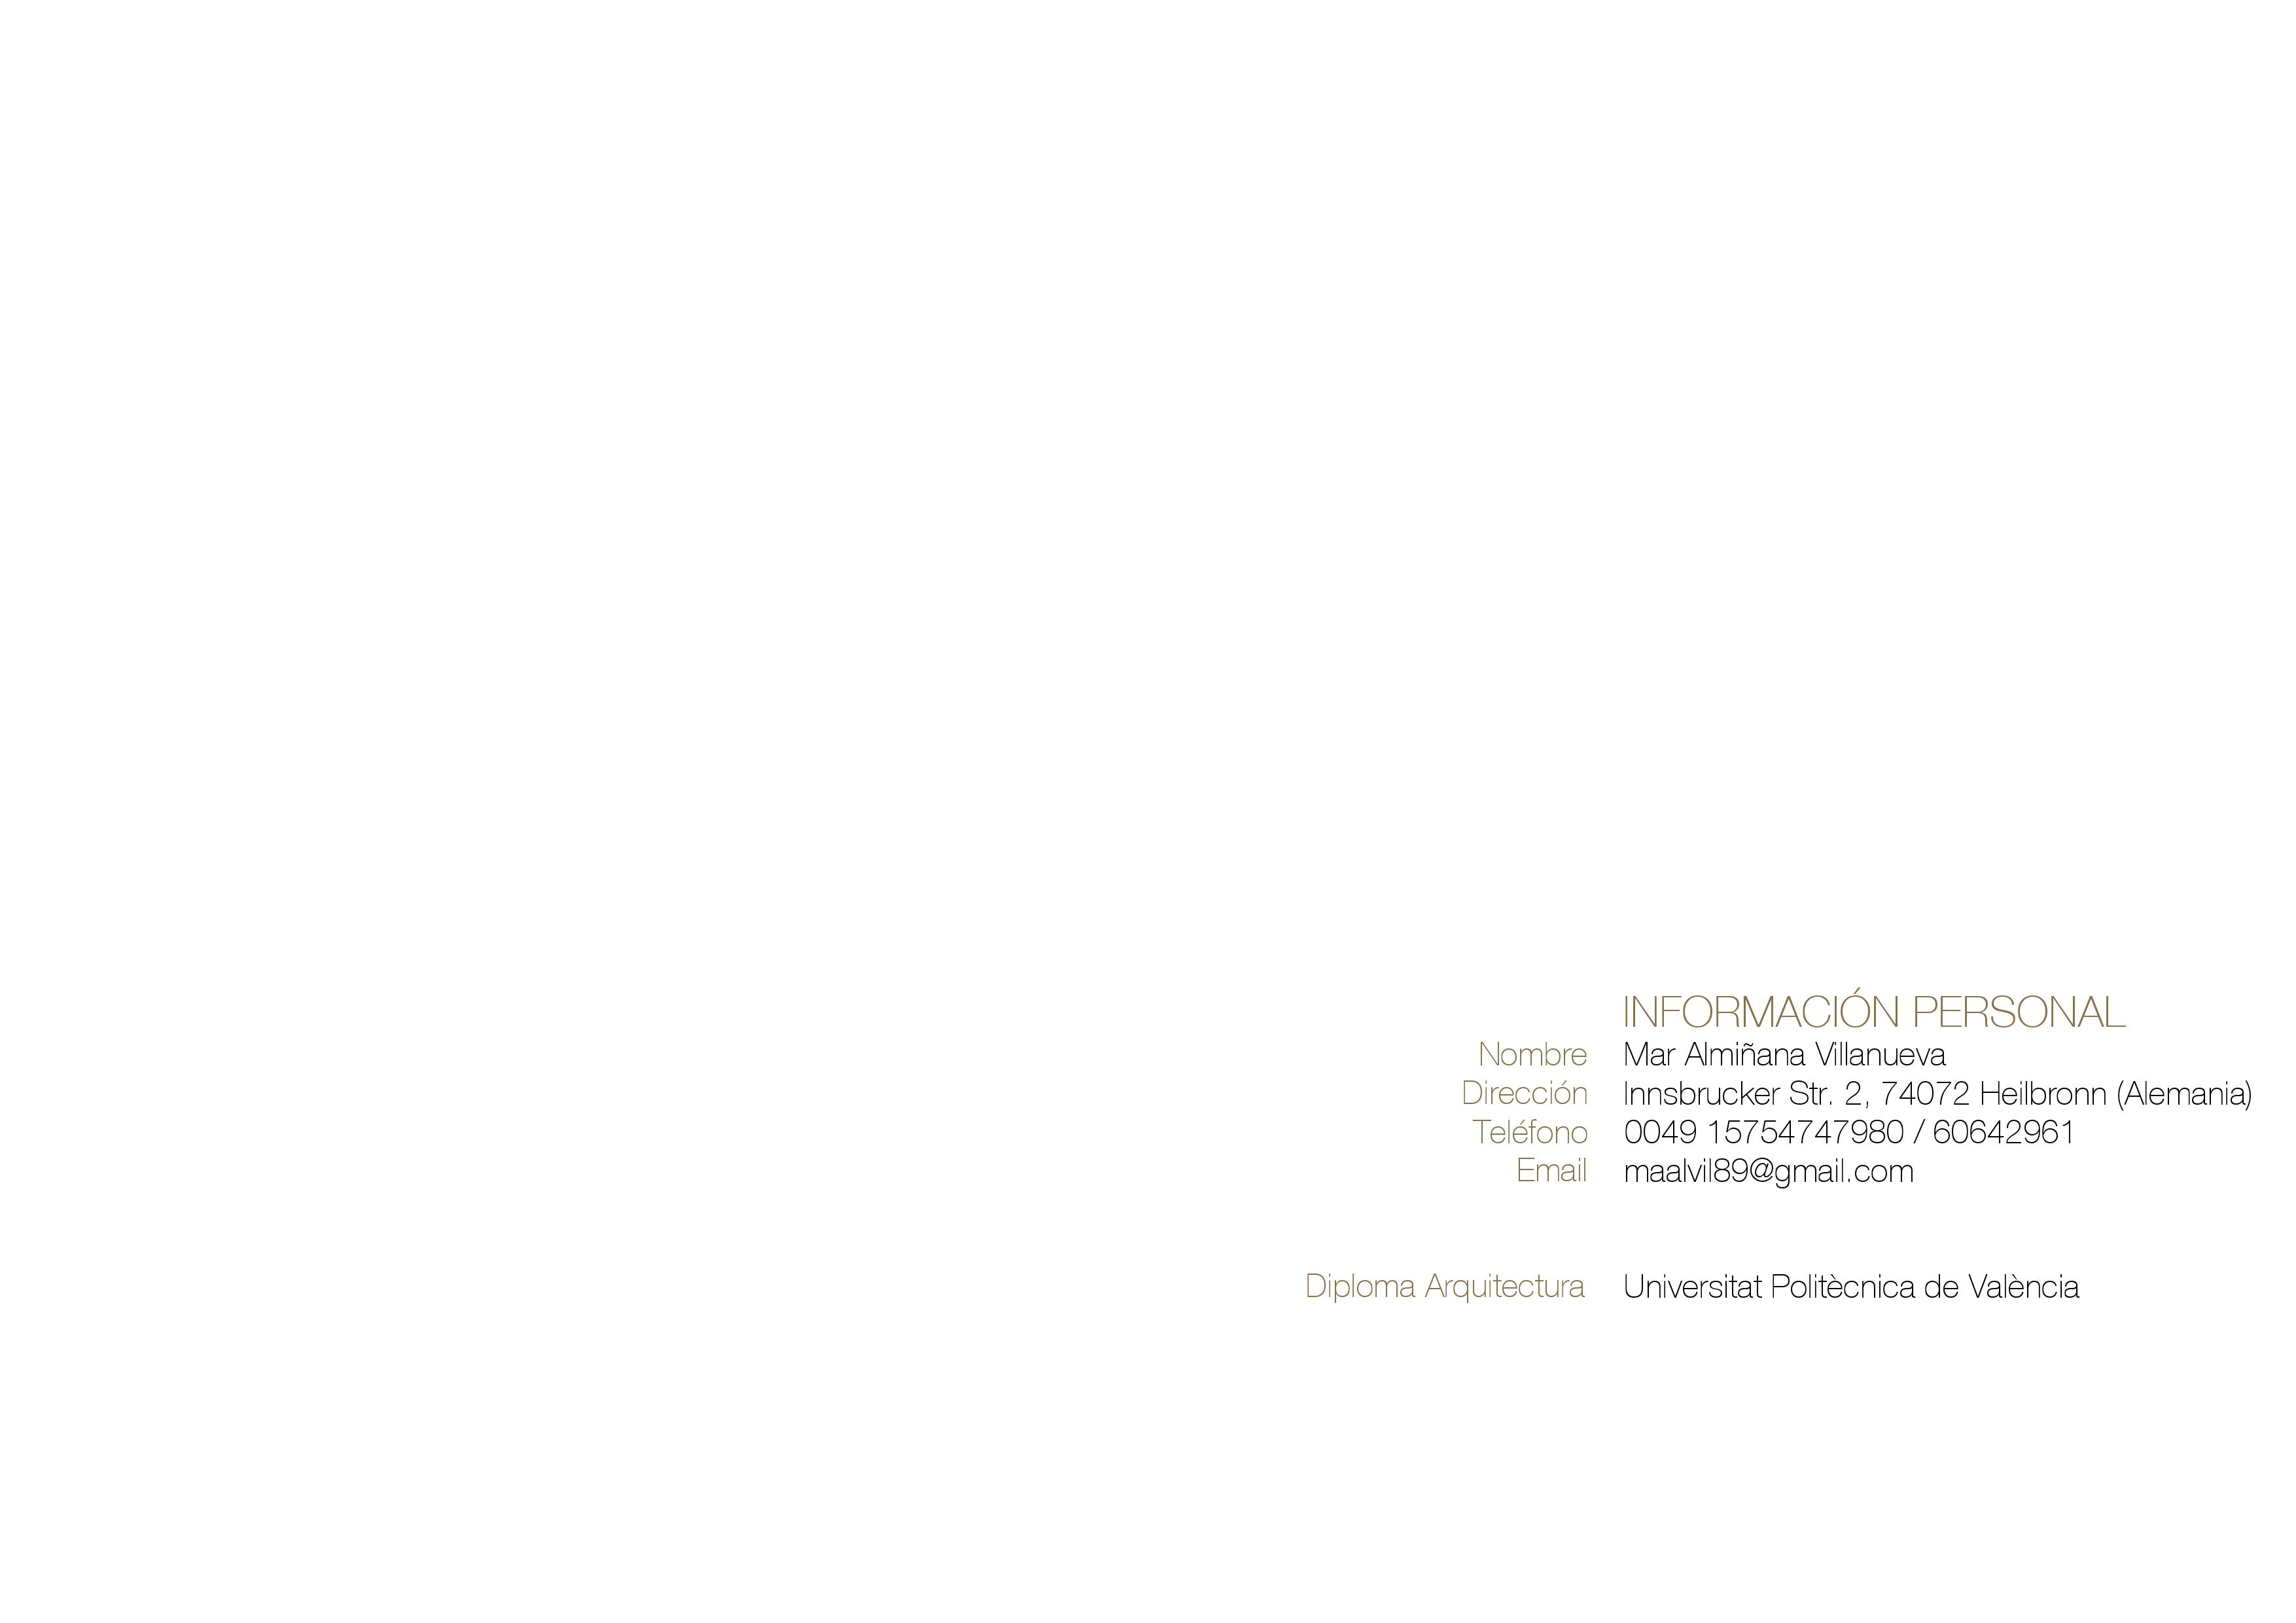 INFORMACIÓN PERSONAL
Nombre Mar Almiñana Villanueva
Dirección Innsbrucker Str. 2, 74072 Heilbronn (Alemania)
Teléfono 0049 15754747980 / 60642961
Email maalvil89@gmail.com
Diploma Arquitectura Universitat Politècnica de València